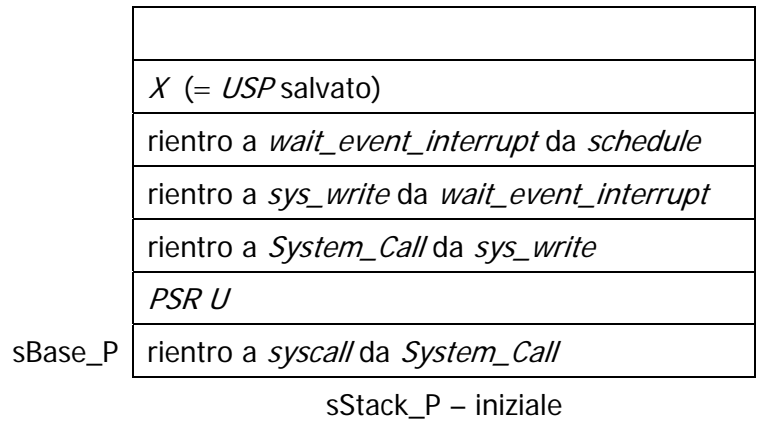 X (= USP salvato)
rientro a wait_event_interrupt da schedule
rientro a sys_write da wait_event_interrupt
rientro a System_Call da sys_write
PSR U
sBase_P rientro a syscall da System_Call
sStack_P – iniziale